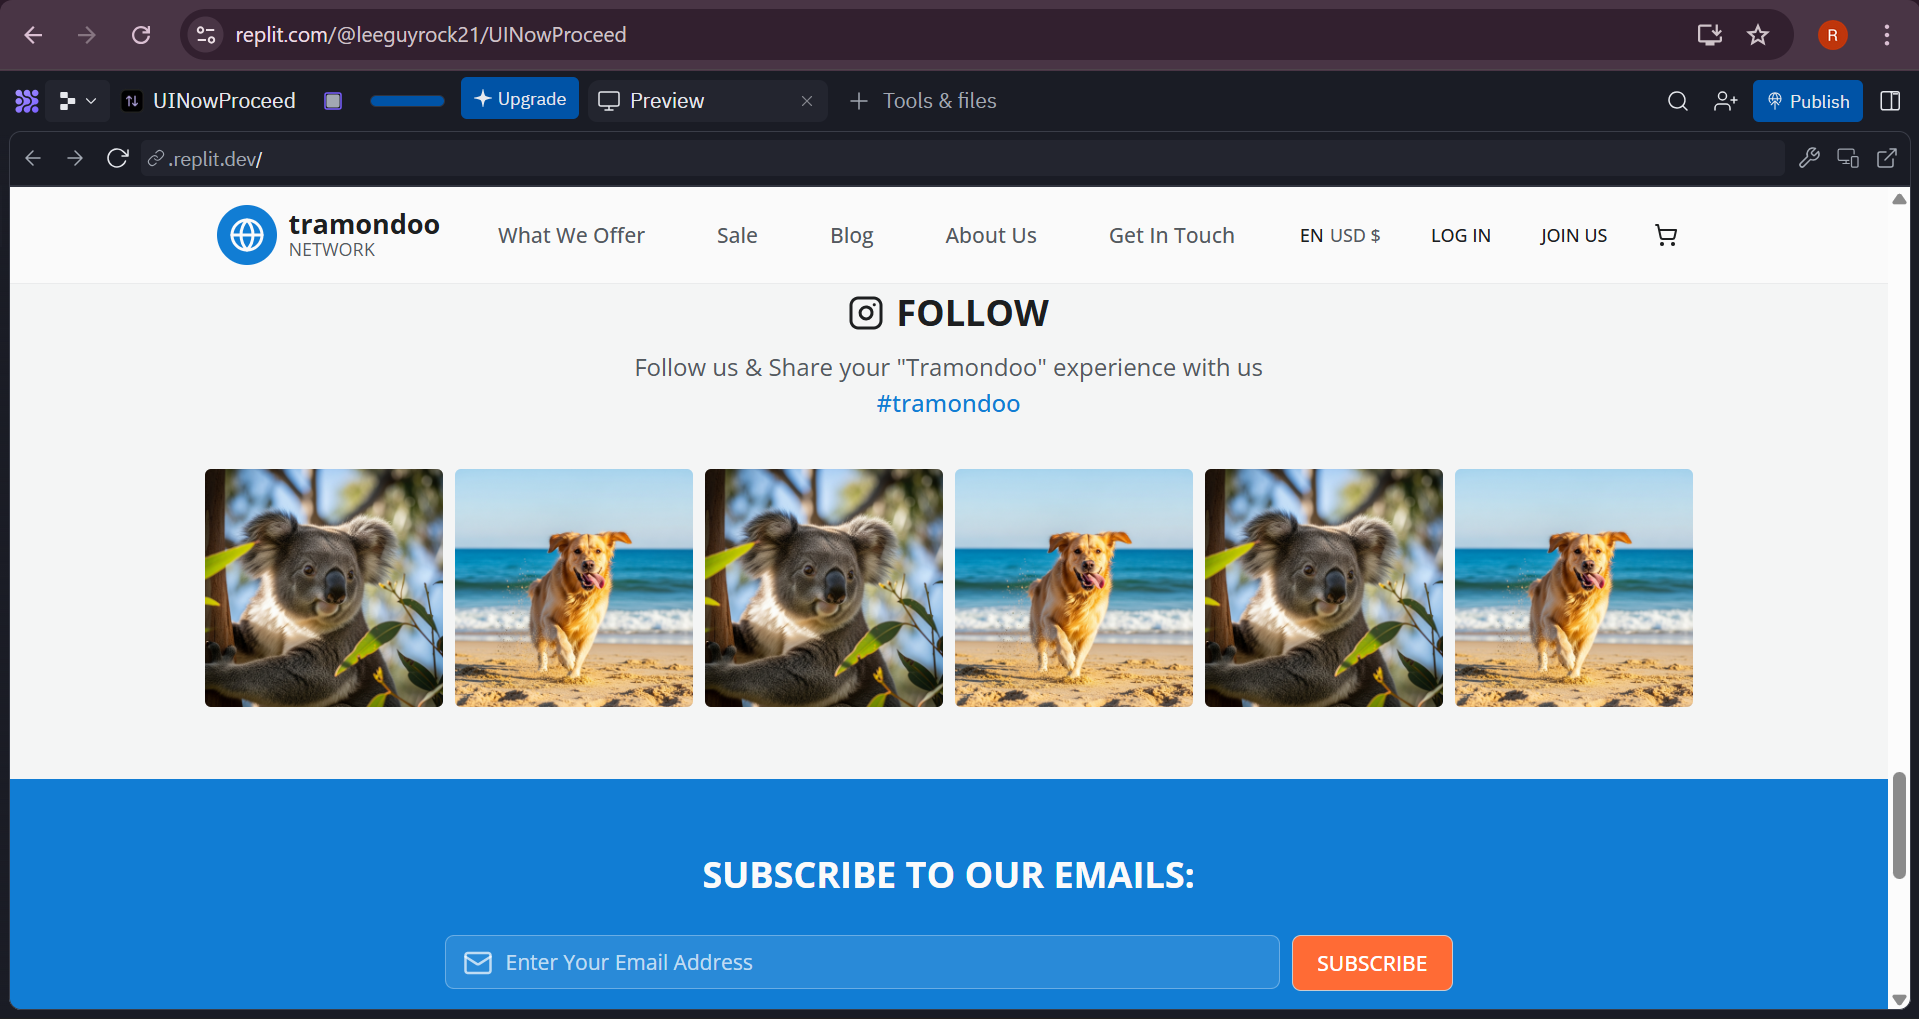 replit.com/@leeguyrock21/UINowProceed
R
UINowProceed
Upgrade
Preview
Tools & files
Publish
.replit.dev/
tramondoo
NETWORK
What We Offer
Sale
Blog
About Us
Get In Touch
EN USD $
LOG IN
JOIN US
FOLLOW
Follow us & Share your "Tramondoo" experience with us
#tramondoo
SUBSCRIBE TO OUR EMAILS:
Enter Your Email Address
SUBSCRIBE